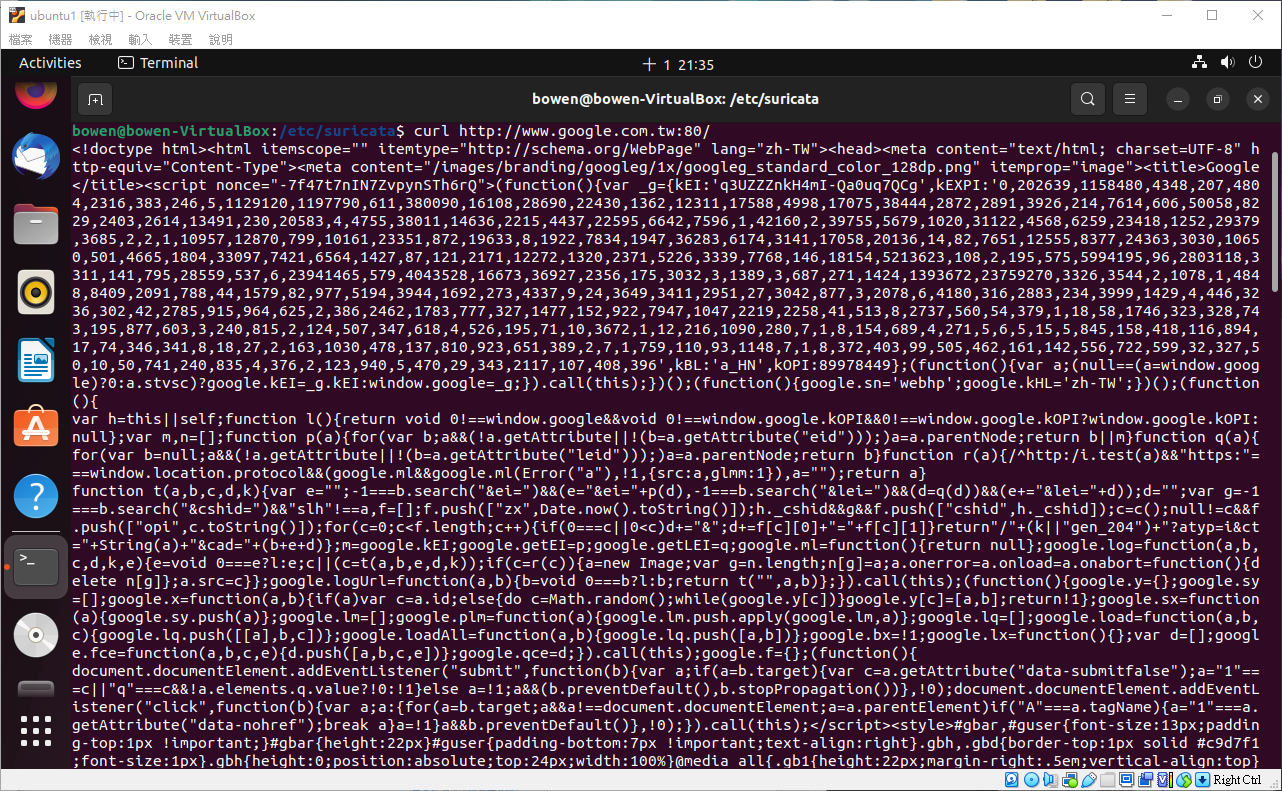 ubuntu1 [執行中] - Oracle VM VirtualBox
檔案 機器 檢視 輸入 裝置 說明
Activities Terminal 1 21:35
bowen@bowen-VirtualBox: /etc/suricata
bowen@bowen-VirtualBox:/etc/suricata$ curl http://www.google.com.tw:80/
<!doctype html><html itemscope="" itemtype="http://schema.org/WebPage" lang="zh-TW"><head><meta content="text/html; charset=UTF-8" h
ttp-equiv="Content-Type"><meta content="/images/branding/googleg/1x/googleg_standard_color_128dp.png" itemprop="image"><title>Google
</title><script nonce="-7f47t7nIN7ZvpynSTh6rQ">(function(){var _g={kEI:'q3UZZZnkH4mI-Qa0uq7QCg',kEXPI:'0,202639,1158480,4348,207,480
4,2316,383,246,5,1129120,1197790,611,380090,16108,28690,22430,1362,12311,17588,4998,17075,38444,2872,2891,3926,214,7614,606,50058,82
29,2403,2614,13491,230,20583,4,4755,38011,14636,2215,4437,22595,6642,7596,1,42160,2,39755,5679,1020,31122,4568,6259,23418,1252,29379
,3685,2,2,1,10957,12870,799,10161,23351,872,19633,8,1922,7834,1947,36283,6174,3141,17058,20136,14,82,7651,12555,8377,24363,3030,1065
0,501,4665,1804,33097,7421,6564,1427,87,121,2171,12272,1320,2371,5226,3339,7768,146,18154,5213623,108,2,195,575,5994195,96,2803118,3
311,141,795,28559,537,6,23941465,579,4043528,16673,36927,2356,175,3032,3,1389,3,687,271,1424,1393672,23759270,3326,3544,2,1078,1,484
8,8409,2091,788,44,1579,82,977,5194,3944,1692,273,4337,9,24,3649,3411,2951,27,3042,877,3,2078,6,4180,316,2883,234,3999,1429,4,446,32
36,302,42,2785,915,964,625,2,386,2462,1783,777,327,1477,152,922,7947,1047,2219,2258,41,513,8,2737,560,54,379,1,18,58,1746,323,328,74
3,195,877,603,3,240,815,2,124,507,347,618,4,526,195,71,10,3672,1,12,216,1090,280,7,1,8,154,689,4,271,5,6,5,15,5,845,158,418,116,894,
17,74,346,341,8,18,27,2,163,1030,478,137,810,923,651,389,2,7,1,759,110,93,1148,7,1,8,372,403,99,505,462,161,142,556,722,599,32,327,5
0,10,50,741,240,835,4,376,2,123,940,5,470,29,343,2117,107,408,396',kBL:'a_HN',kOPI:89978449};(function(){var a;(null==(a=window.goog
le)?0:a.stvsc)?google.kEI=_g.kEI:window.google=_g;}).call(this);})();(function(){google.sn='webhp';google.kHL='zh-TW';})();(function
(){
var h=this||self;function l(){return void 0!==window.google&&void 0!==window.google.kOPI&&0!==window.google.kOPI?window.google.kOPI:
null};var m,n=[];function p(a){for(var b;a&&(!a.getAttribute||!(b=a.getAttribute("eid")));)a=a.parentNode;return b||m}function q(a){
for(var b=null;a&&(!a.getAttribute||!(b=a.getAttribute("leid")));)a=a.parentNode;return b}function r(a){/^http:/i.test(a)&&"https:"=
==window.location.protocol&&(google.ml&&google.ml(Error("a"),!1,{src:a,glmm:1}),a="");return a}
function t(a,b,c,d,k){var e="";-1===b.search("&ei=")&&(e="&ei="+p(d),-1===b.search("&lei=")&&(d=q(d))&&(e+="&lei="+d));d="";var g=-1
===b.search("&cshid=")&&"slh"!==a,f=[];f.push(["zx",Date.now().toString()]);h._cshid&&g&&f.push(["cshid",h._cshid]);c=c();null!=c&&f
.push(["opi",c.toString()]);for(c=0;c<f.length;c++){if(0===c||0<c)d+="&";d+=f[c][0]+"="+f[c][1]}return"/"+(k||"gen_204")+"?atyp=i&ct
="+String(a)+"&cad="+(b+e+d)};m=google.kEI;google.getEI=p;google.getLEI=q;google.ml=function(){return null};google.log=function(a,b,
c,d,k,e){e=void 0===e?l:e;c||(c=t(a,b,e,d,k));if(c=r(c)){a=new Image;var g=n.length;n[g]=a;a.onerror=a.onload=a.onabort=function(){d
elete n[g]};a.src=c}};google.logUrl=function(a,b){b=void 0===b?l:b;return t("",a,b)};}).call(this);(function(){google.y={};google.sy
=[];google.x=function(a,b){if(a)var c=a.id;else{do c=Math.random();while(google.y[c])}google.y[c]=[a,b];return!1};google.sx=function
(a){google.sy.push(a)};google.lm=[];google.plm=function(a){google.lm.push.apply(google.lm,a)};google.lq=[];google.load=function(a,b,
c){google.lq.push([[a],b,c])};google.loadAll=function(a,b){google.lq.push([a,b])};google.bx=!1;google.lx=function(){};var d=[];googl
e.fce=function(a,b,c,e){d.push([a,b,c,e])};google.qce=d;}).call(this);google.f={};(function(){
document.documentElement.addEventListener("submit",function(b){var a;if(a=b.target){var c=a.getAttribute("data-submitfalse");a="1"==
=c||"q"===c&&!a.elements.q.value?!0:!1}else a=!1;a&&(b.preventDefault(),b.stopPropagation())},!0);document.documentElement.addEventL
istener("click",function(b){var a;a:{for(a=b.target;a&&a!==document.documentElement;a=a.parentElement)if("A"===a.tagName){a="1"===a.
getAttribute("data-nohref");break a}a=!1}a&&b.preventDefault()},!0);}).call(this);</script><style>#gbar,#guser{font-size:13px;paddin
g-top:1px !important;}#gbar{height:22px}#guser{padding-bottom:7px !important;text-align:right}.gbh,.gbd{border-top:1px solid #c9d7f1
;font-size:1px}.gbh{height:0;position:absolute;top:24px;width:100%}@media all{.gb1{height:22px;margin-right:.5em;vertical-align:top}
Right Ctrl